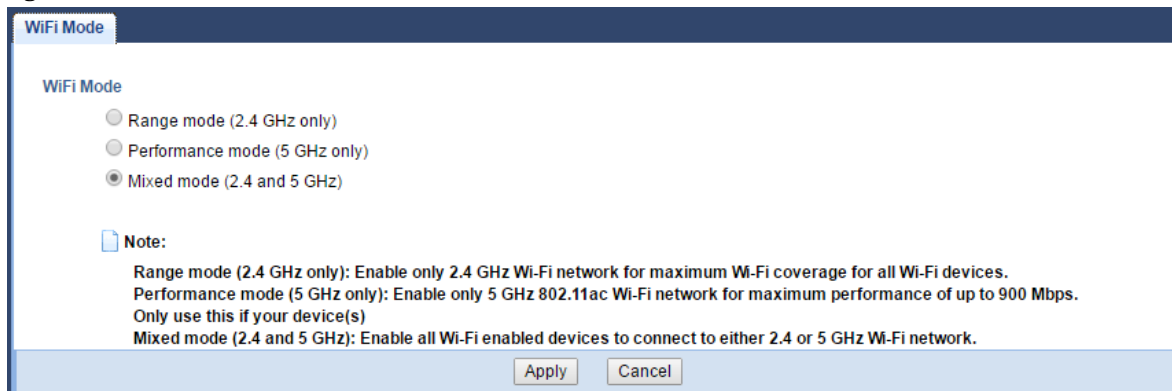 WiFi Mode
WiFi Mode
Range mode (2.4 GHz only)
Performance mode (5 GHz only)
Mixed mode (2.4 and 5 GHz)
Note:
Range mode (2.4 GHz only): Enable only 2.4 GHz Wi-Fi network for maximum Wi-Fi coverage for all Wi-Fi devices.
Performance mode (5 GHz only): Enable only 5 GHz 802.11ac Wi-Fi network for maximum performance of up to 900 Mbps.
Only use this if your device(s)
Mixed mode (2.4 and 5 GHz): Enable all Wi-Fi enabled devices to connect to either 2.4 or 5 GHz Wi-Fi network.
Apply Cancel